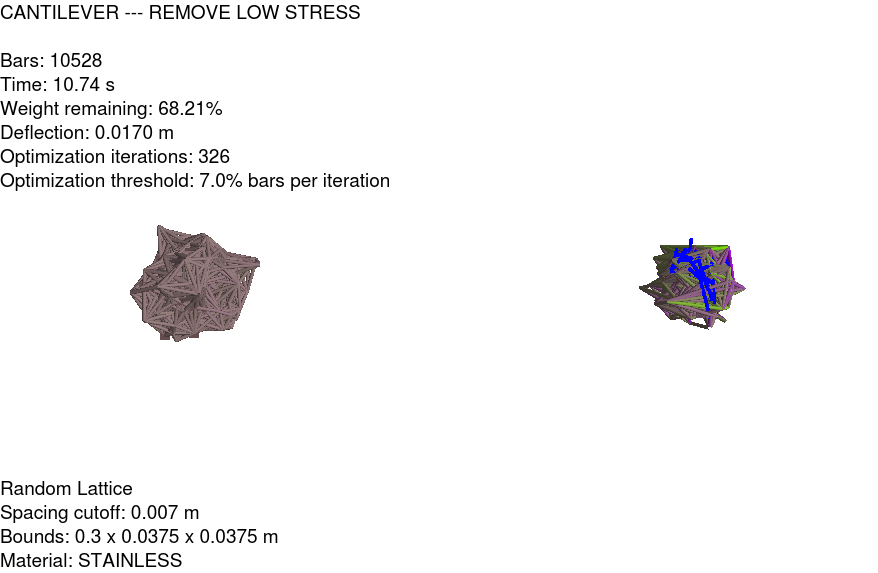 CANTILEVER --- REMOVE LOW STRESS
Bars: 10528
Time: 10.74 s
Weight remaining: 68.21%
Deflection: 0.0170 m
Optimization iterations: 326
Optimization threshold: 7.0% bars per iteration
Random Lattice
Spacing cutoff: 0.007 m
Bounds: 0.3 x 0.0375 x 0.0375 m
Material: STAINLESS